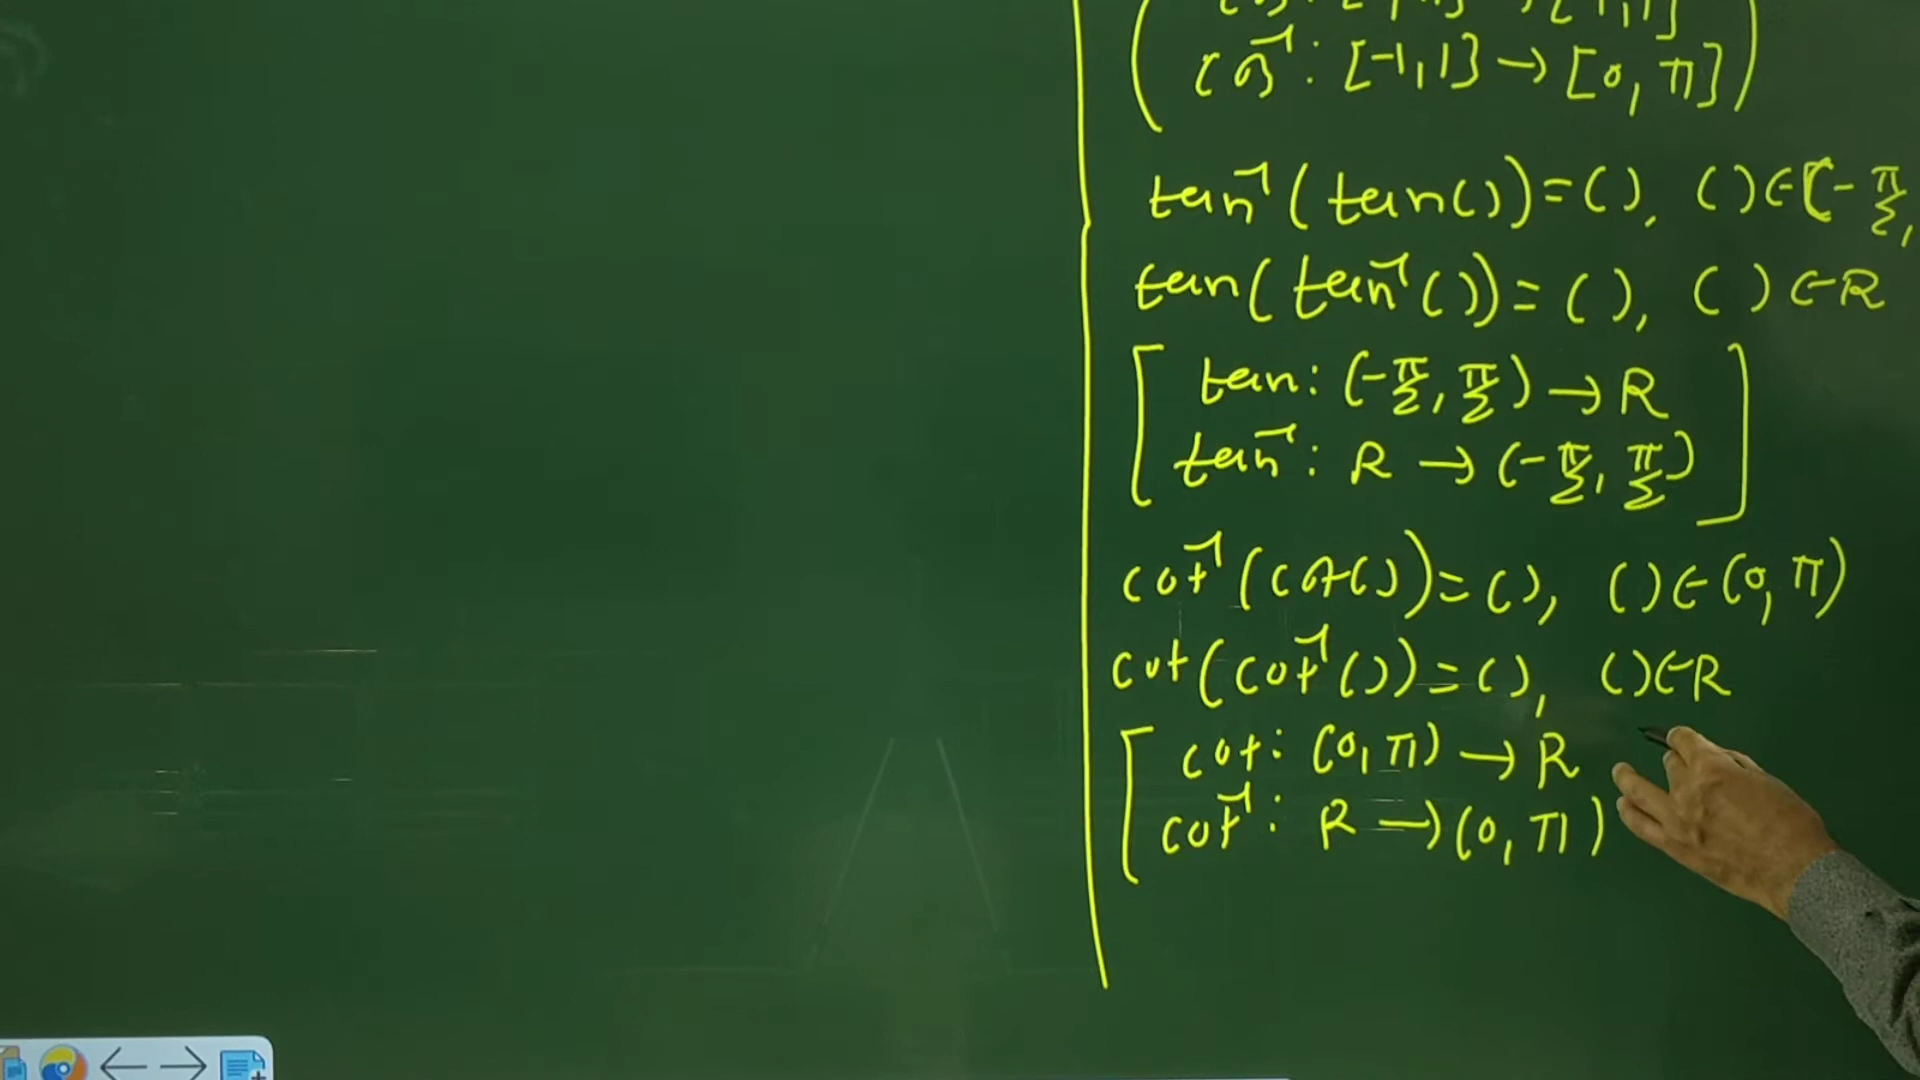 cos⁻¹: [-1,1] → [0, π]
tan⁻¹(tan()) = (), () ∈ [-π/2,
tan(tan⁻¹()) = (), () ∈ R
tan: (-π/2, π/2) → R
tan⁻¹: R → (-π/2, π/2)
cot⁻¹(cot()) = (), () ∈ (0, π)
cot(cot⁻¹()) = (), () ∈ R
cot: (0, π) → R
cot⁻¹: R → (0, π)